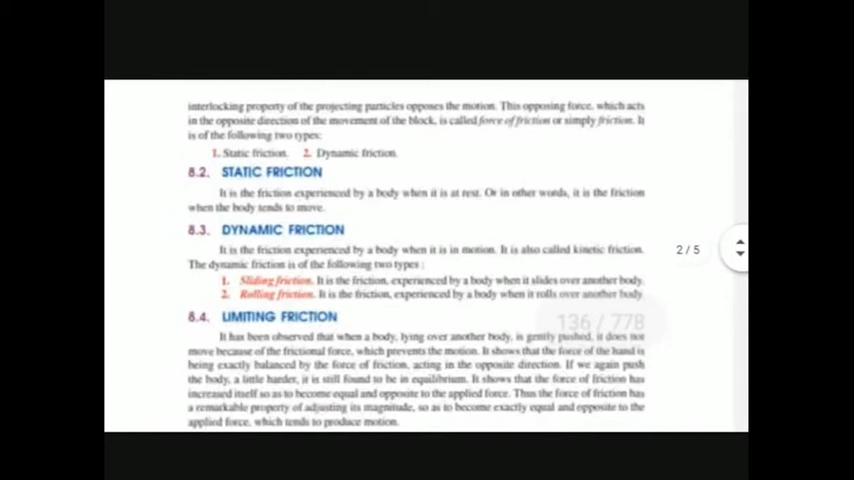 interlocking property of the projecting particles opposes the motion. This opposing force, which acts
in the opposite direction of the movement of the block, is called force of friction or simply friction. It
is of the following two types:
1. Static friction. 2. Dynamic friction.
8.2. STATIC FRICTION
It is the friction experienced by a body when it is at rest. Or in other words, it is the friction
when the body tends to move.
8.3. DYNAMIC FRICTION
It is the friction experienced by a body when it is in motion. It is also called kinetic friction.
The dynamic friction is of the following two types :
1. Sliding friction. It is the friction, experienced by a body when it slides over another body.
2. Rolling friction. It is the friction, experienced by a body when it rolls over another body
2/5
136 / 778
8.4. LIMITING FRICTION
It has been observed that when a body, lying over another body, is gently pushed, it does not
move because of the frictional force, which prevents the motion. It shows that the force of the hand is
being exactly balanced by the force of friction, acting in the opposite direction. If we again push
the body, a little harder, it is still found to be in equilibrium. It shows that the force of friction has
increased itself so as to become equal and opposite to the applied force. Thus the force of friction has
a remarkable property of adjusting its magnitude, so as to become exactly equal and opposite to the
applied force, which tends to produce motion.